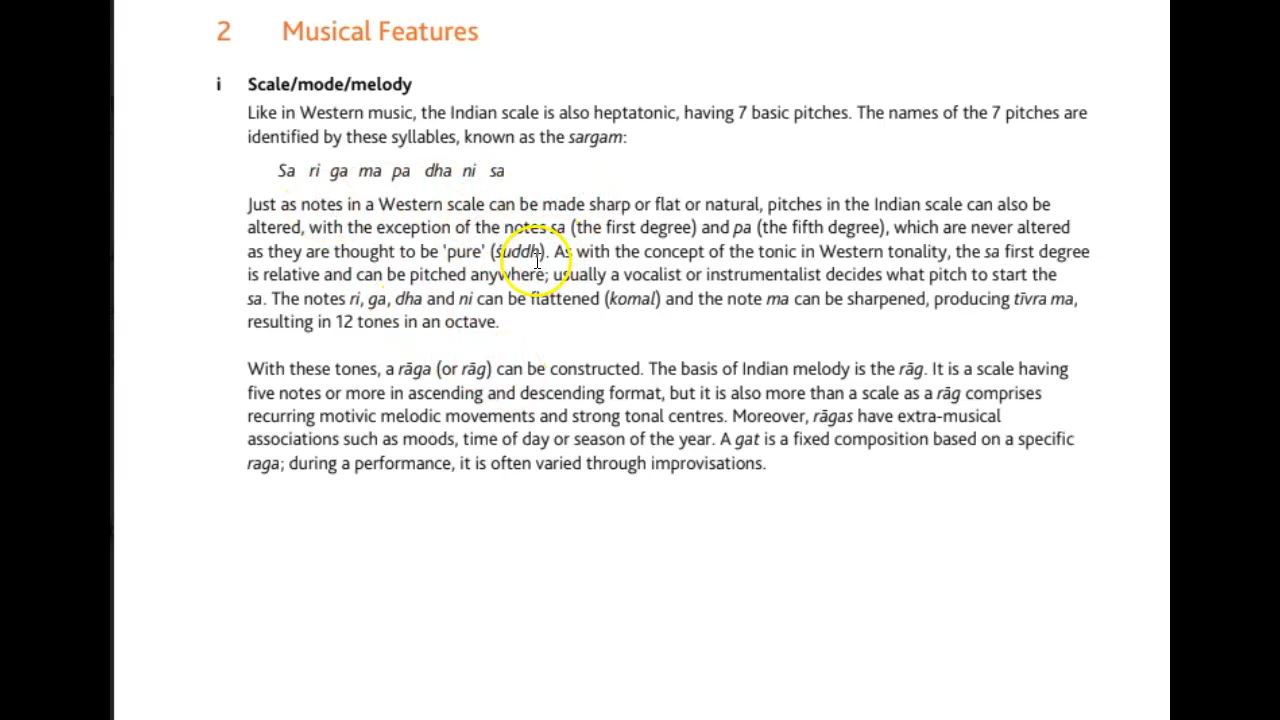 2 Musical Features
i Scale/mode/melody
Like in Western music, the Indian scale is also heptatonic, having 7 basic pitches. The names of the 7 pitches are
identified by these syllables, known as the sargam:
Sa ri ga ma pa dha ni sa
Just as notes in a Western scale can be made sharp or flat or natural, pitches in the Indian scale can also be
altered, with the exception of the notes sa (the first degree) and pa (the fifth degree), which are never altered
as they are thought to be 'pure' (śuddh). As with the concept of the tonic in Western tonality, the sa first degree
is relative and can be pitched anywhere; usually a vocalist or instrumentalist decides what pitch to start the
sa. The notes ri, ga, dha and ni can be flattened (komal) and the note ma can be sharpened, producing tīvra ma,
resulting in 12 tones in an octave.
With these tones, a rāga (or rāg) can be constructed. The basis of Indian melody is the rāg. It is a scale having
five notes or more in ascending and descending format, but it is also more than a scale as a rāg comprises
recurring motivic melodic movements and strong tonal centres. Moreover, rāgas have extra-musical
associations such as moods, time of day or season of the year. A gat is a fixed composition based on a specific
raga; during a performance, it is often varied through improvisations.